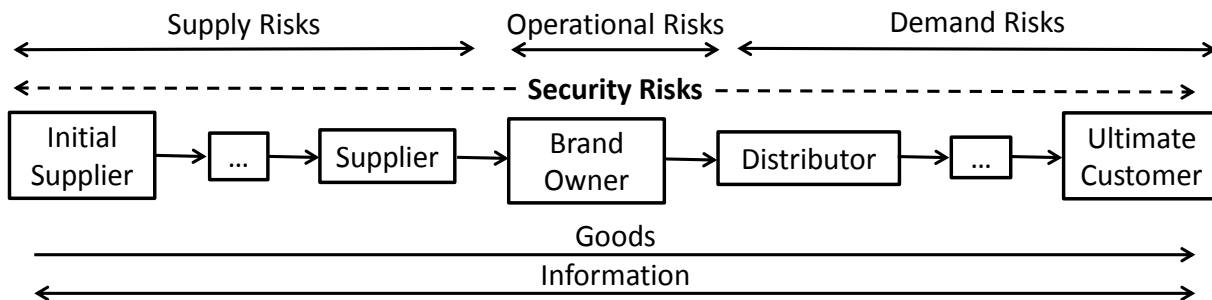 Supply Risks
Operational Risks
Demand Risks
Security Risks
Initial
Supplier
...
Supplier
Brand
Owner
Distributor
...
Ultimate
Customer
Goods
Information